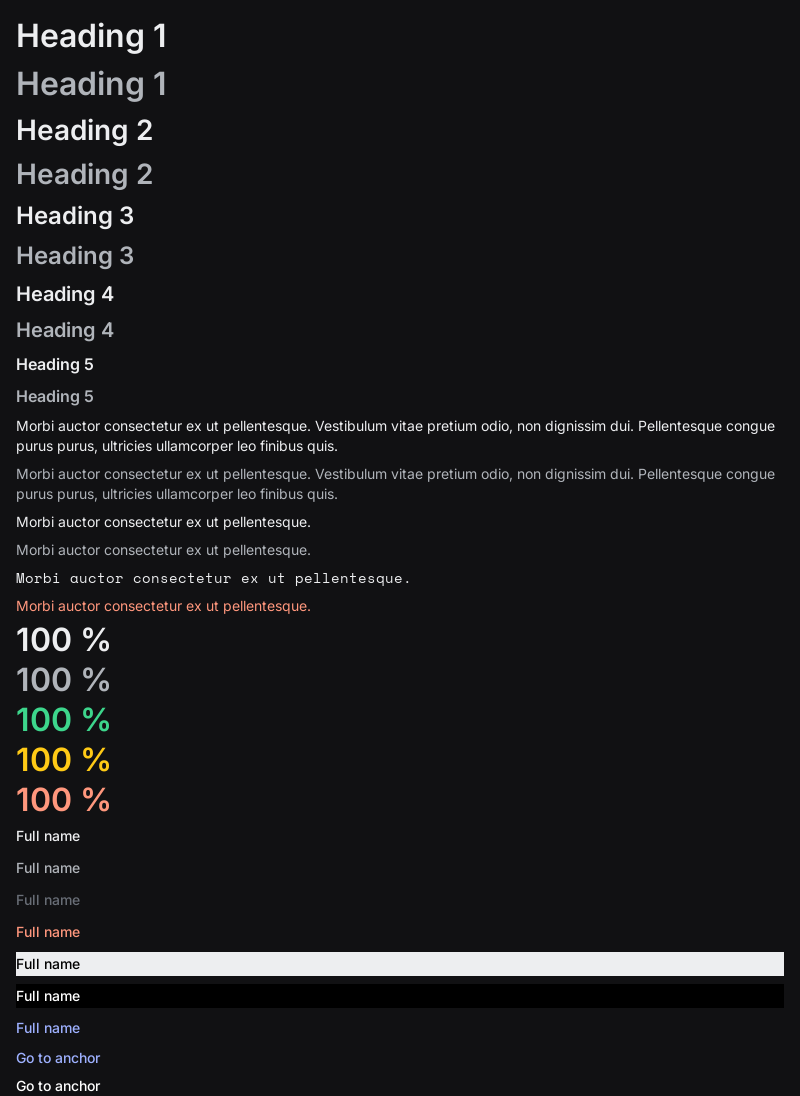 Heading 1
Heading 1
Heading 2
Heading 2
Heading 3
Heading 3
Heading 4
Heading 4
Heading 5
Heading 5
Morbi auctor consectetur ex ut pellentesque. Vestibulum vitae pretium odio, non dignissim dui. Pellentesque congue
purus purus, ultricies ullamcorper leo finibus quis.
Morbi auctor consectetur ex ut pellentesque. Vestibulum vitae pretium odio, non dignissim dui. Pellentesque congue
purus purus, ultricies ullamcorper leo finibus quis.
Morbi auctor consectetur ex ut pellentesque.
Morbi auctor consectetur ex ut pellentesque.
Morbi auctor consectetur ex ut pellentesque.
Morbi auctor consectetur ex ut pellentesque.
100 %
100 %
100 %
100 %
100 %
Full name
Full name
Full name
Full name
Full name
Full name
Full name
Go to anchor
Go to anchor